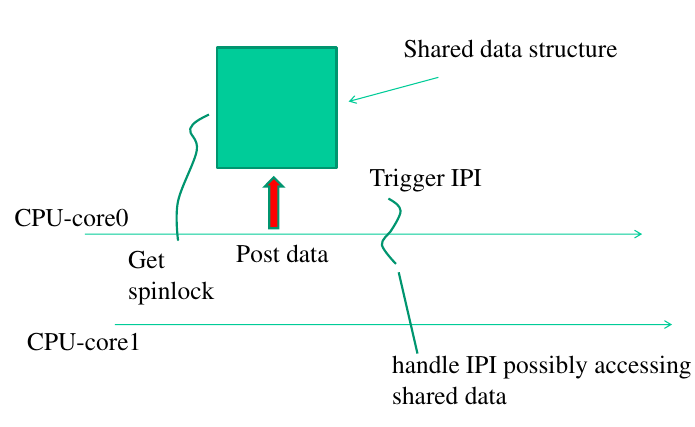 Shared data structure
Trigger IPI
CPU-core0
Get
spinlock
Post data
CPU-core1
handle IPI possibly accessing
shared data